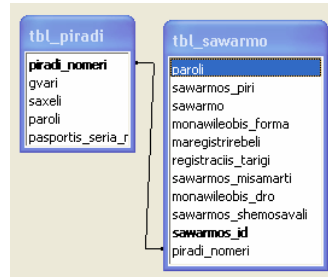 tbl_piradi
piradi_nomeri
gvari
saxeli
paroli
pasportis_seria_r
tbl_sawarmo
paroli
sawarmos_piri
sawarmo
monawileobis_forma
maregistrirebeli
registraciis_tarigi
sawarmos_misamarti
monawileobis_dro
sawarmos_shemosavali
sawarmos_id
piradi_nomeri